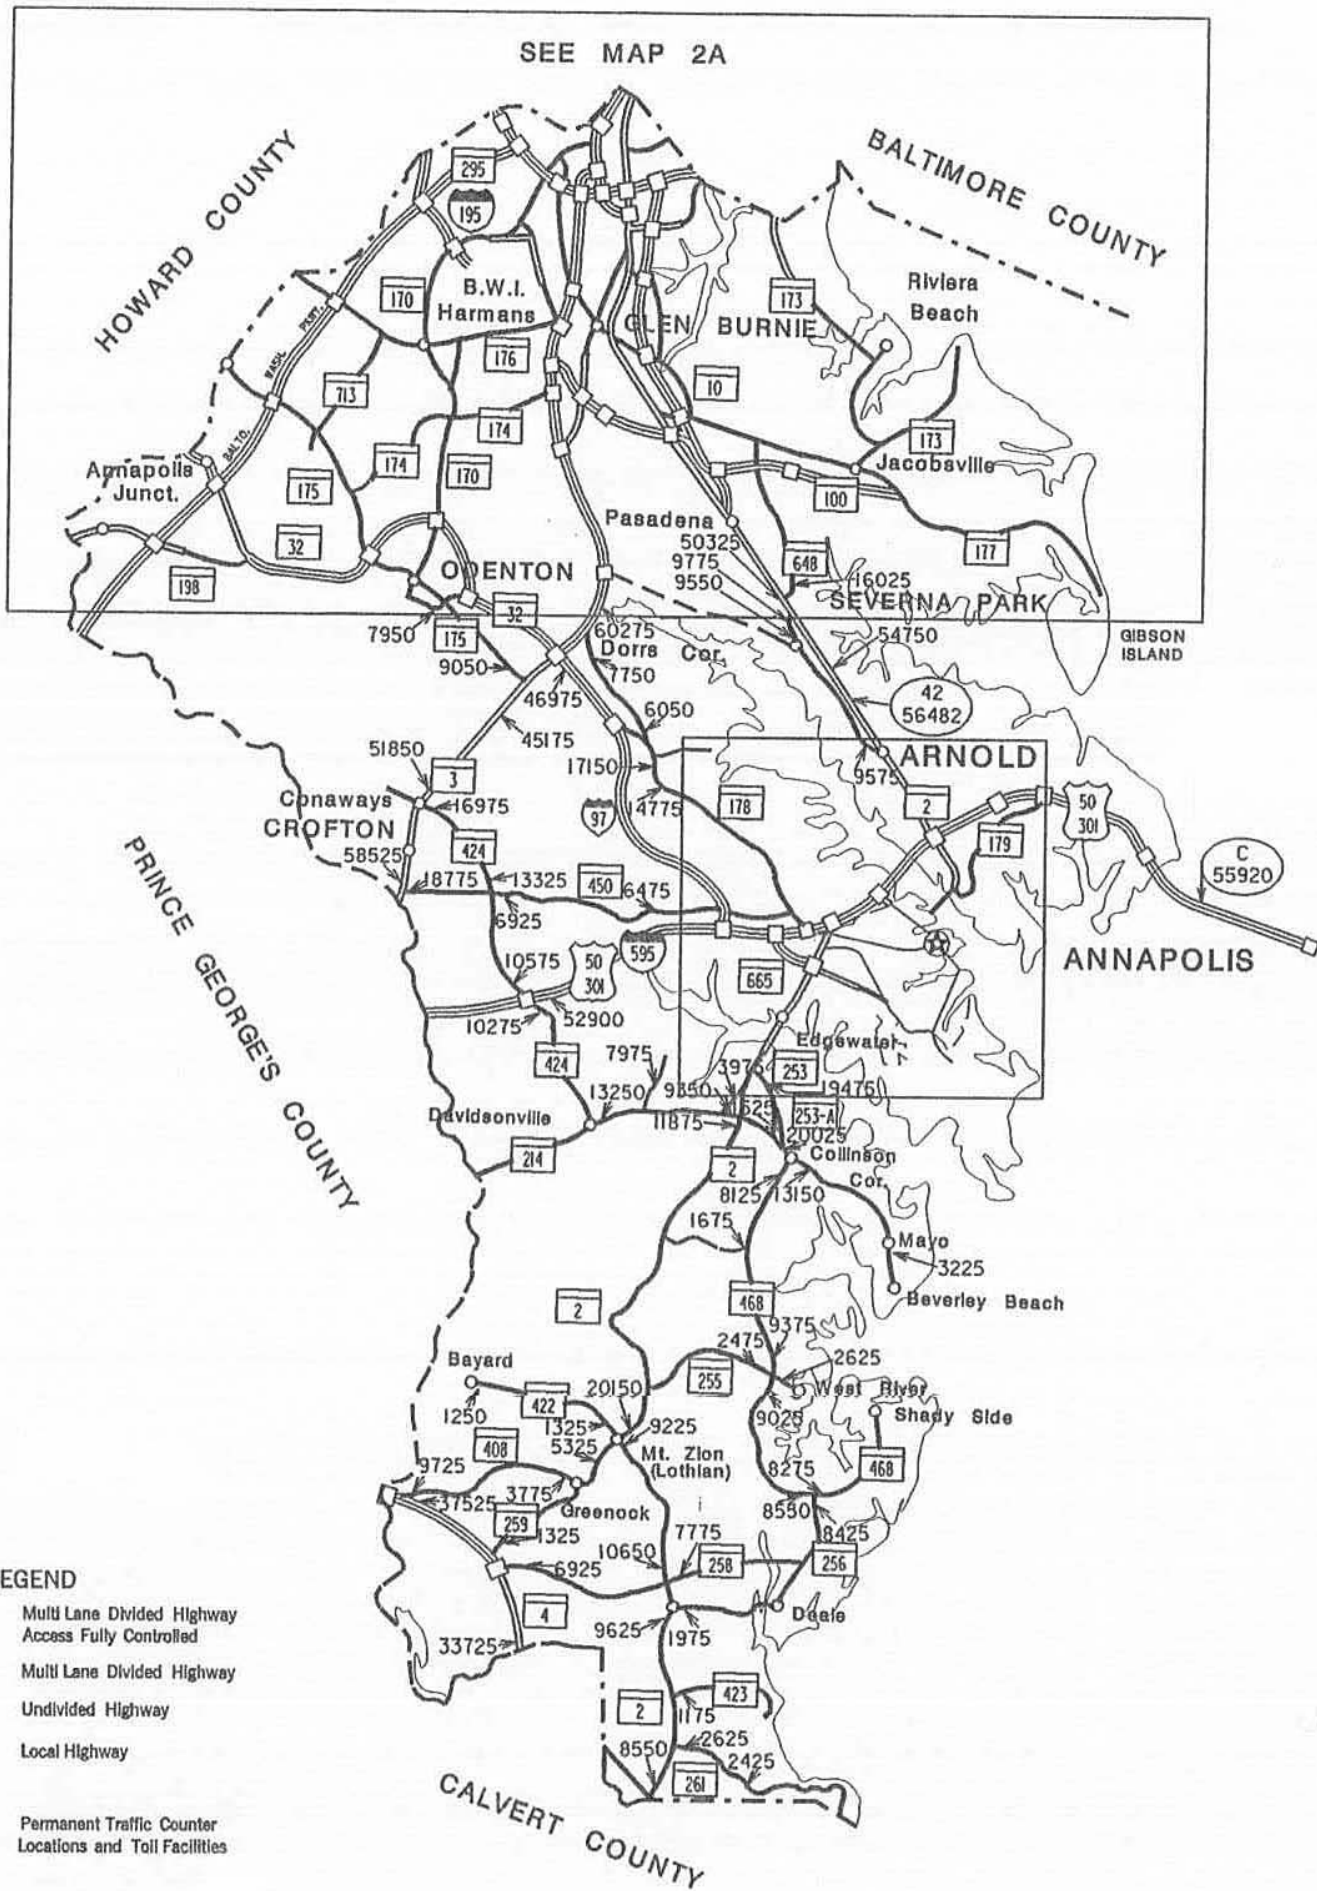 SEE MAP 2A
HOWARD COUNTY
BALTIMORE COUNTY
295
195
170
B.W.I.
Harmans
173
Riviera
Beach
WASH.
PKWY.
BALTO.
GLEN BURNIE
176
713
10
174
173
174
170
Jacobsville
Annapolis
Junct.
175
100
Pasadena
50325
9775
9550
32
648
177
198
ODENTON
16025
SEVERNA PARK
7950
175
32
60275
Dorrs Cor.
54750
GIBSON
ISLAND
9050
7750
46975
42
56482
6050
45175
51850
3
17150
9575
ARNOLD
Conaways
16975
14775
178
2
50
301
CROFTON
97
179
58525
424
C
55920
18775
13325
450
6475
6925
PRINCE GEORGE'S COUNTY
10575
50
301
595
ANNAPOLIS
665
10275
52900
Edgewater
7975
3975
253
424
13250
9350
19475
Davidsonville
11875
525
253-A
20025
214
2
Collinson
Cor.
8125
13150
1675
Mayo
3225
468
Beverley Beach
2
9375
2475
2625
Bayard
255
West River
20150
422
1250
9025
Shady Side
1325
9225
408
5325
Mt. Zion
(Lothian)
468
9725
8275
3775
37525
8550
Greenock
259
1325
7775
8425
10650
258
256
6925
4
Deale
9625
1975
33725
423
2
1175
2625
8550
2425
261
CALVERT COUNTY
EGEND
Multi Lane Divided Highway
Access Fully Controlled
Multi Lane Divided Highway
Undivided Highway
Local Highway
Permanent Traffic Counter
Locations and Toll Facilities